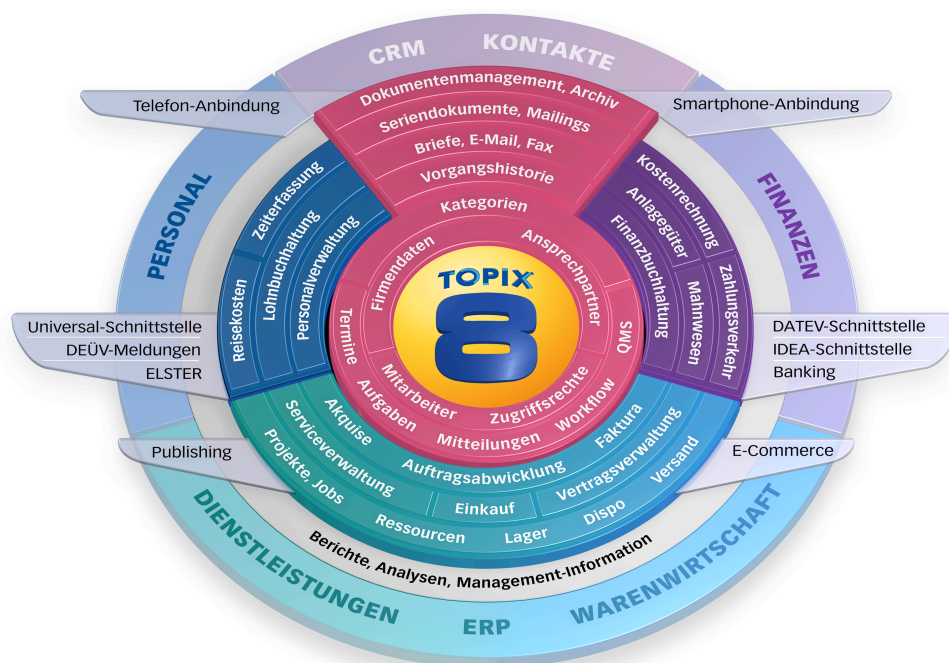 CRM KONTAKTE
Dokumentenmanagement, Archiv
Telefon-Anbindung
Smartphone-Anbindung
Seriendokumente, Mailings
Briefe, E-Mail, Fax
Vorgangshistorie
Kategorien
PERSONAL
Zeiterfassung
Lohnbuchhaltung
Personalverwaltung
Reisekosten
Firmendaten
Ansprechpartner
TOPIX
8
Kostenrechnung
Anlagegüter
Finanzbuchhaltung
Zahlungsverkehr
Mahnwesen
FINANZEN
Termine
QMS
Universal-Schnittstelle
DEÜV-Meldungen
ELSTER
DATEV-Schnittstelle
IDEA-Schnittstelle
Banking
Mitarbeiter
Zugriffsrechte
Aufgaben
Mitteilungen
Workflow
Publishing
E-Commerce
Akquise
Auftragsabwicklung
Faktura
Serviceverwaltung
Einkauf
Vertragsverwaltung
Projekte, Jobs
Ressourcen
Lager
Dispo
Versand
Berichte, Analysen, Management-Information
DIENSTLEISTUNGEN
ERP
WARENWIRTSCHAFT